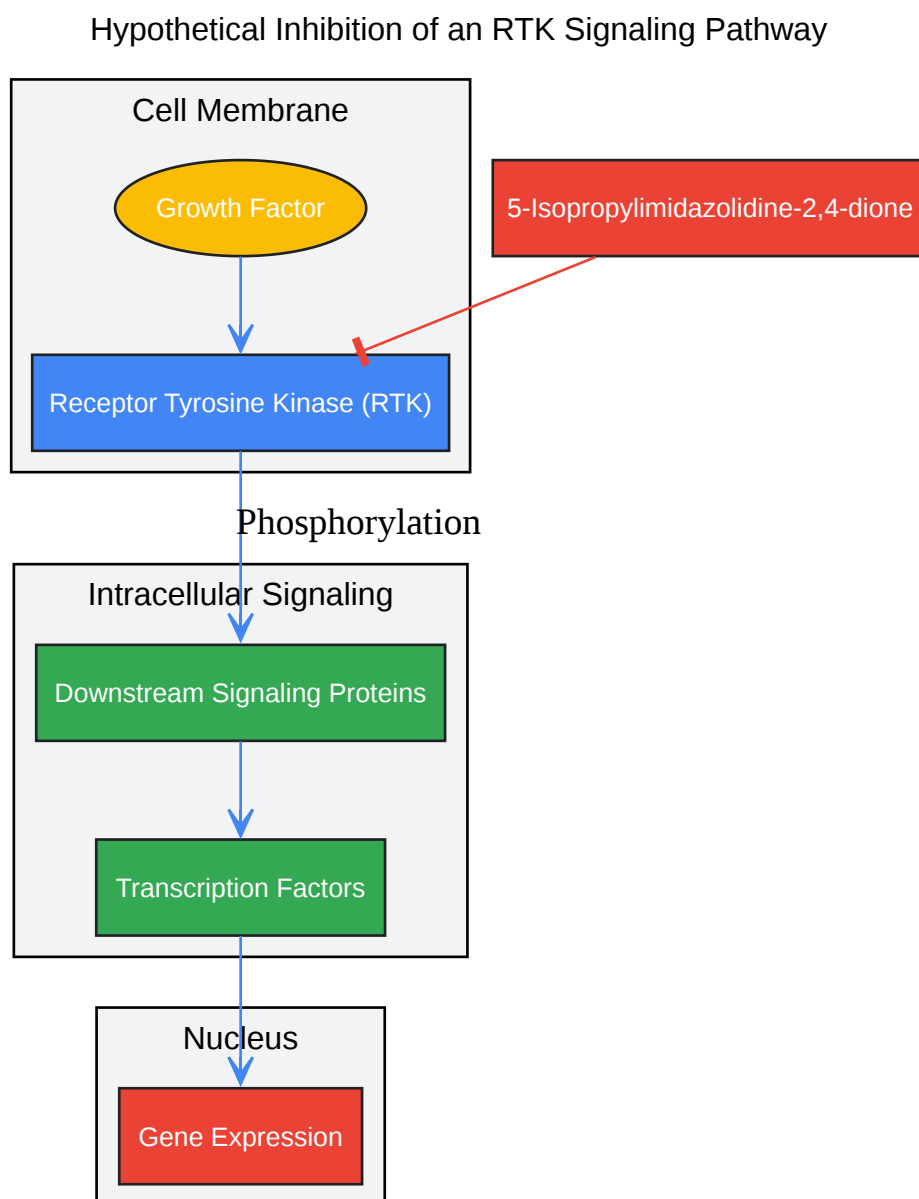 Hypothetical Inhibition of an RTK Signaling Pathway
Cell Membrane
Growth Factor
5-Isopropylimidazolidine-2,4-dione
Receptor Tyrosine Kinase (RTK)
Phosphorylation
Intracellular Signaling
Downstream Signaling Proteins
Transcription Factors
Nucleus
Gene Expression